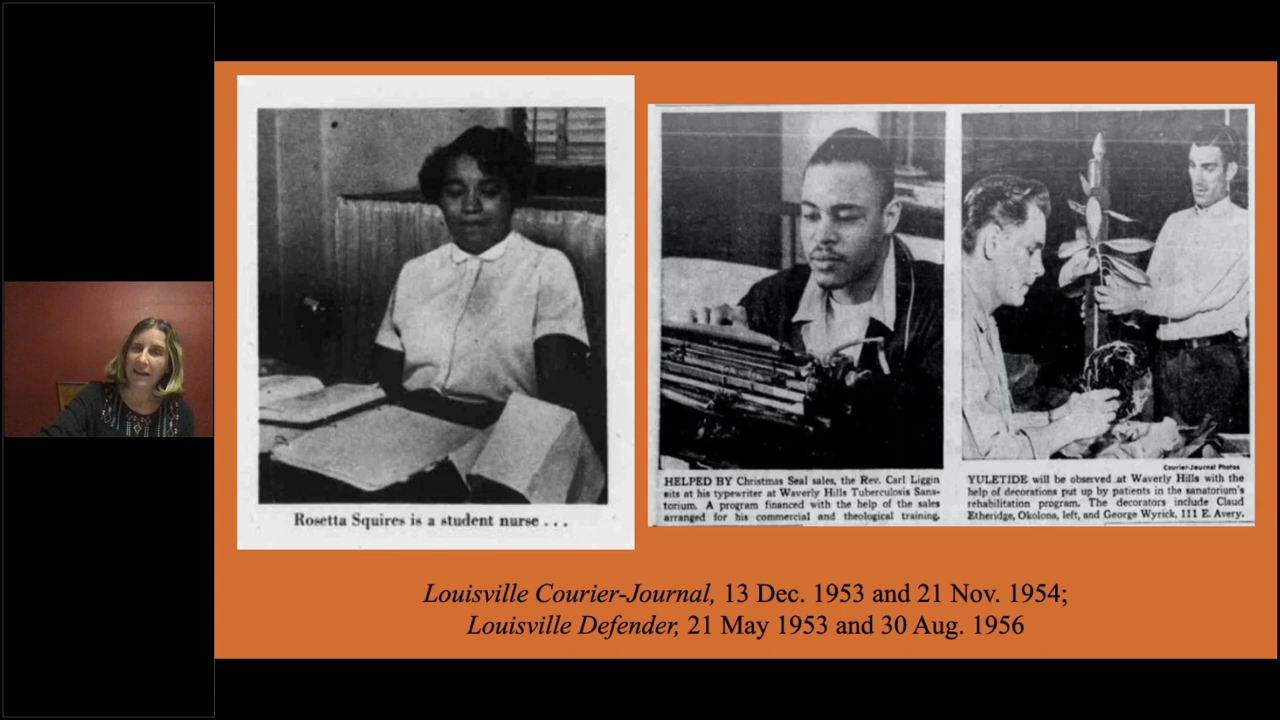 Rosetta Squires is a student nurse . . .
HELPED BY Christmas Seal sales, the Rev. Carl Liggin
sits at his typewriter at Waverly Hills Tuberculosis Sana-
torium. A program financed with the help of the sales
arranged for his commercial and theological training.
Courier-Journal Photos
YULETIDE will be observed at Waverly Hills with the
help of decorations put up by patients in the sanatorium's
rehabilitation program. The decorators include Claud
Etheridge, Okolona, left, and George Wyrick, 111 E. Avery.
Louisville Courier-Journal, 13 Dec. 1953 and 21 Nov. 1954;
Louisville Defender, 21 May 1953 and 30 Aug. 1956